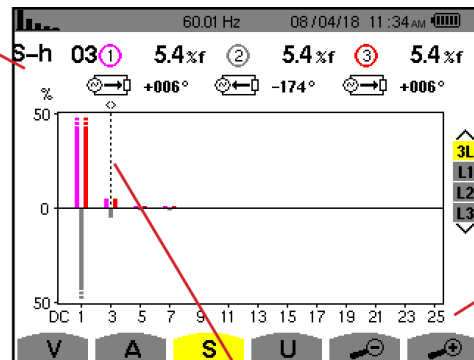 60.01 Hz 08/04/18 11:34AM
S-h 03 1 5.4%f 2 5.4%f 3 5.4%f
+006° -174° +006°
%
50
3L
L1
L2
L3
0
50
DC 1 3 5 7 9 11 13 15 17 19 21 23 25
V A S U